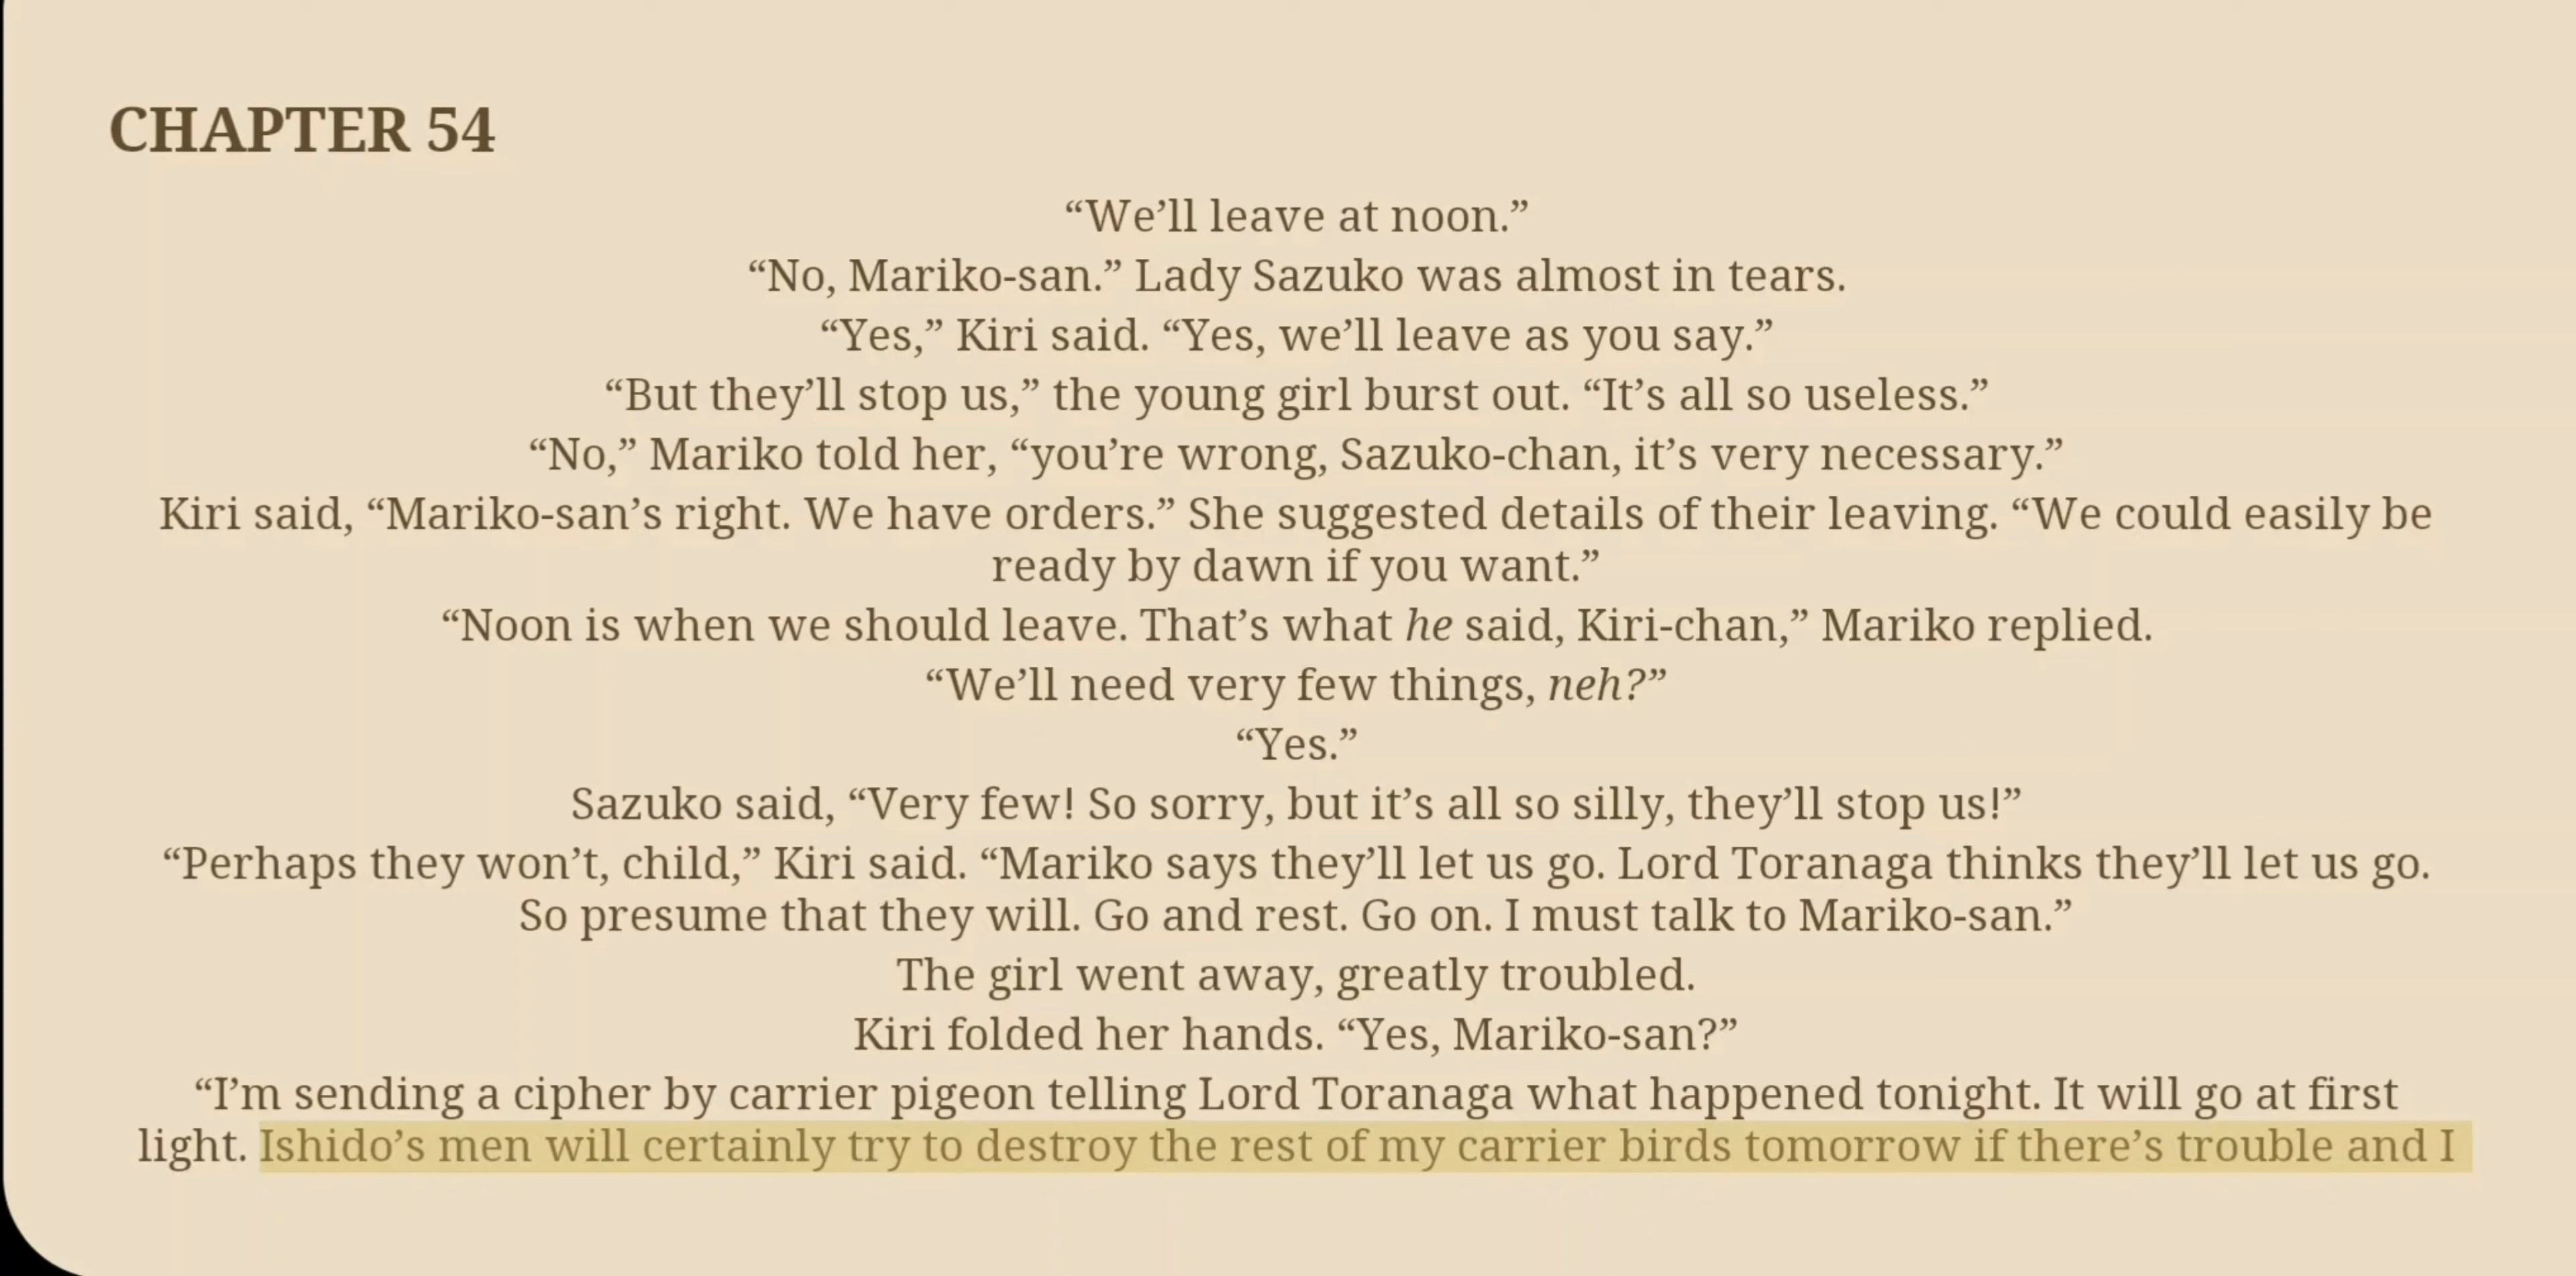 CHAPTER 54
“We’ll leave at noon.”
“No, Mariko-san.” Lady Sazuko was almost in tears.
“Yes,” Kiri said. “Yes, we’ll leave as you say.”
“But they’ll stop us,” the young girl burst out. “It’s all so useless.”
“No,” Mariko told her, “you’re wrong, Sazuko-chan, it’s very necessary.”
Kiri said, “Mariko-san’s right. We have orders.” She suggested details of their leaving. “We could easily be
ready by dawn if you want.”
“Noon is when we should leave. That’s what he said, Kiri-chan,” Mariko replied.
“We’ll need very few things, neh?”
“Yes.”
Sazuko said, “Very few! So sorry, but it’s all so silly, they’ll stop us!”
“Perhaps they won’t, child,” Kiri said. “Mariko says they’ll let us go. Lord Toranaga thinks they’ll let us go.
So presume that they will. Go and rest. Go on. I must talk to Mariko-san.”
The girl went away, greatly troubled.
Kiri folded her hands. “Yes, Mariko-san?”
“I’m sending a cipher by carrier pigeon telling Lord Toranaga what happened tonight. It will go at first
light. Ishido’s men will certainly try to destroy the rest of my carrier birds tomorrow if there’s trouble and I